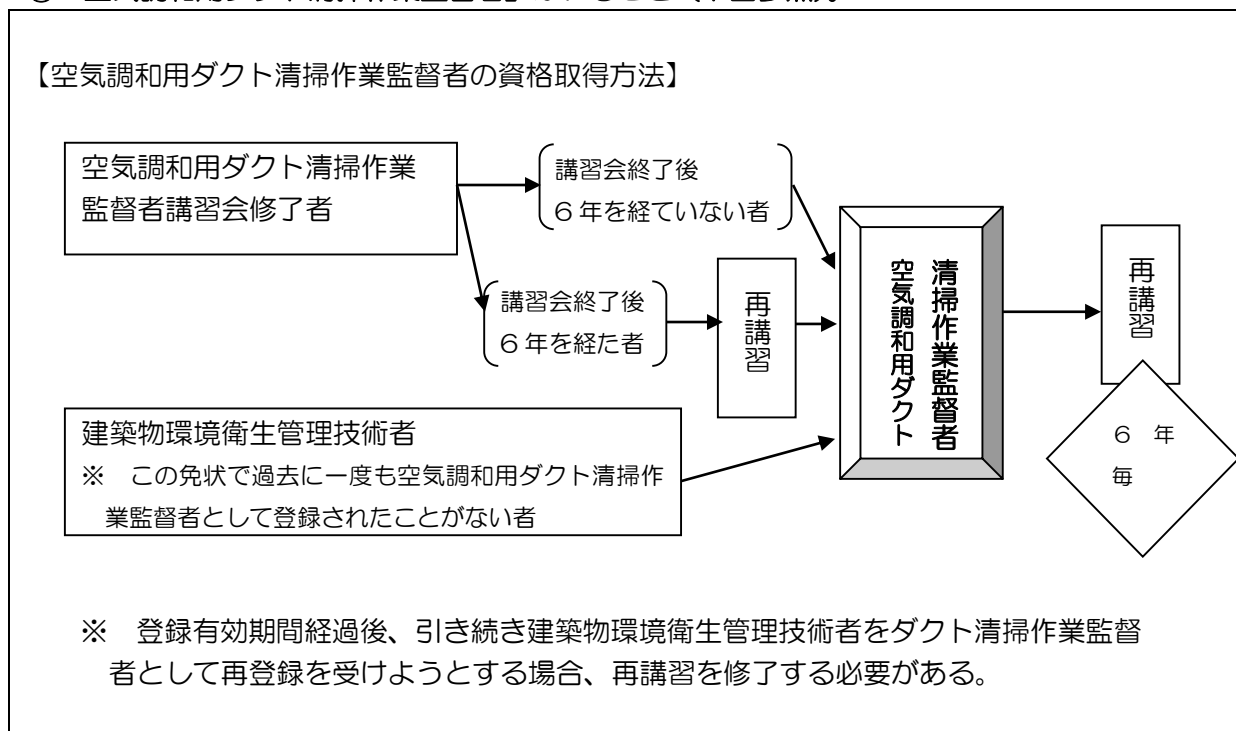 【空気調和用ダクト清掃作業監督者の資格取得方法】
空気調和用ダクト清掃作業
監督者講習会修了者
講習会終了後
６年を経ていない者
講習会終了後
６年を経た者
再講習
空気調和用ダクト
清掃作業監督者
再講習
６年
毎
建築物環境衛生管理技術者
※　この免状で過去に一度も空気調和用ダクト清掃作
業監督者として登録されたことがない者
※　登録有効期間経過後、引き続き建築物環境衛生管理技術者をダクト清掃作業監督
者として再登録を受けようとする場合、再講習を修了する必要がある。